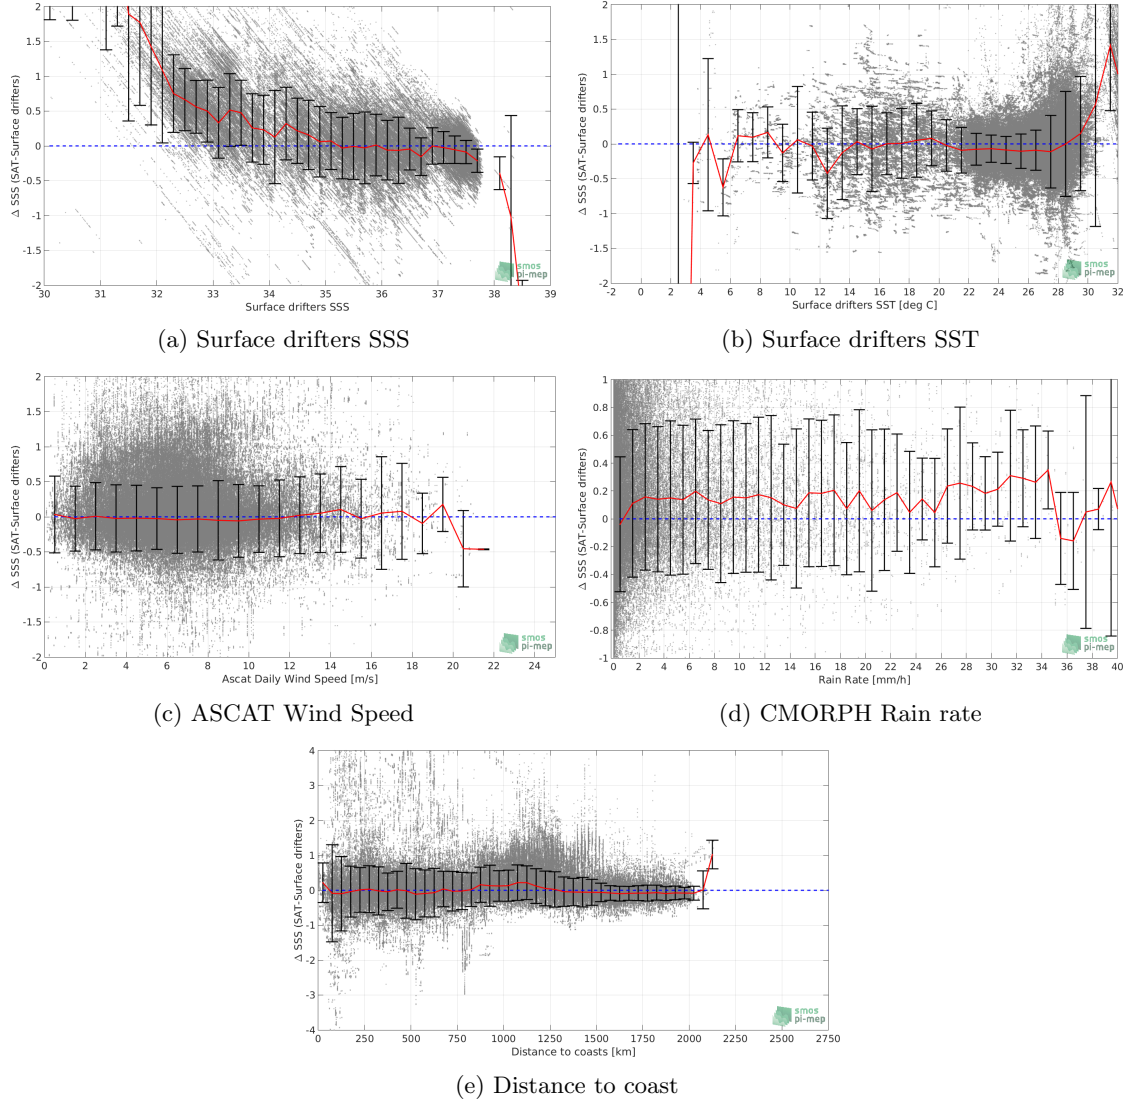 Δ SSS (SAT-Surface drifters)
2
1.5
1
0.5
0
-0.5
-1
-1.5
-2
30 31 32 33 34 35 36 37 38 39
Surface drifters SSS
smos
pi-mep
(a) Surface drifters SSS
Δ SSS (SAT-Surface drifters)
2
1.5
1
0.5
0
-0.5
-1
-1.5
-2
-2 0 2 4 6 8 10 12 14 16 18 20 22 24 26 28 30 32
Surface drifters SST [deg C]
smos
pi-mep
(b) Surface drifters SST
Δ SSS (SAT-Surface drifters)
2
1.5
1
0.5
0
-0.5
-1
-1.5
-2
0 2 4 6 8 10 12 14 16 18 20 22 24
Ascat Daily Wind Speed [m/s]
smos
pi-mep
(c) ASCAT Wind Speed
Δ SSS (SAT-Surface drifters)
1
0.8
0.6
0.4
0.2
0
-0.2
-0.4
-0.6
-0.8
-1
0 2 4 6 8 10 12 14 16 18 20 22 24 26 28 30 32 34 36 38 40
Rain Rate [mm/h]
smos
pi-mep
(d) CMORPH Rain rate
Δ SSS (SAT-Surface drifters)
4
3
2
1
0
-1
-2
-3
-4
0 250 500 750 1000 1250 1500 1750 2000 2250 2500 2750
Distance to coasts [km]
smos
pi-mep
(e) Distance to coast